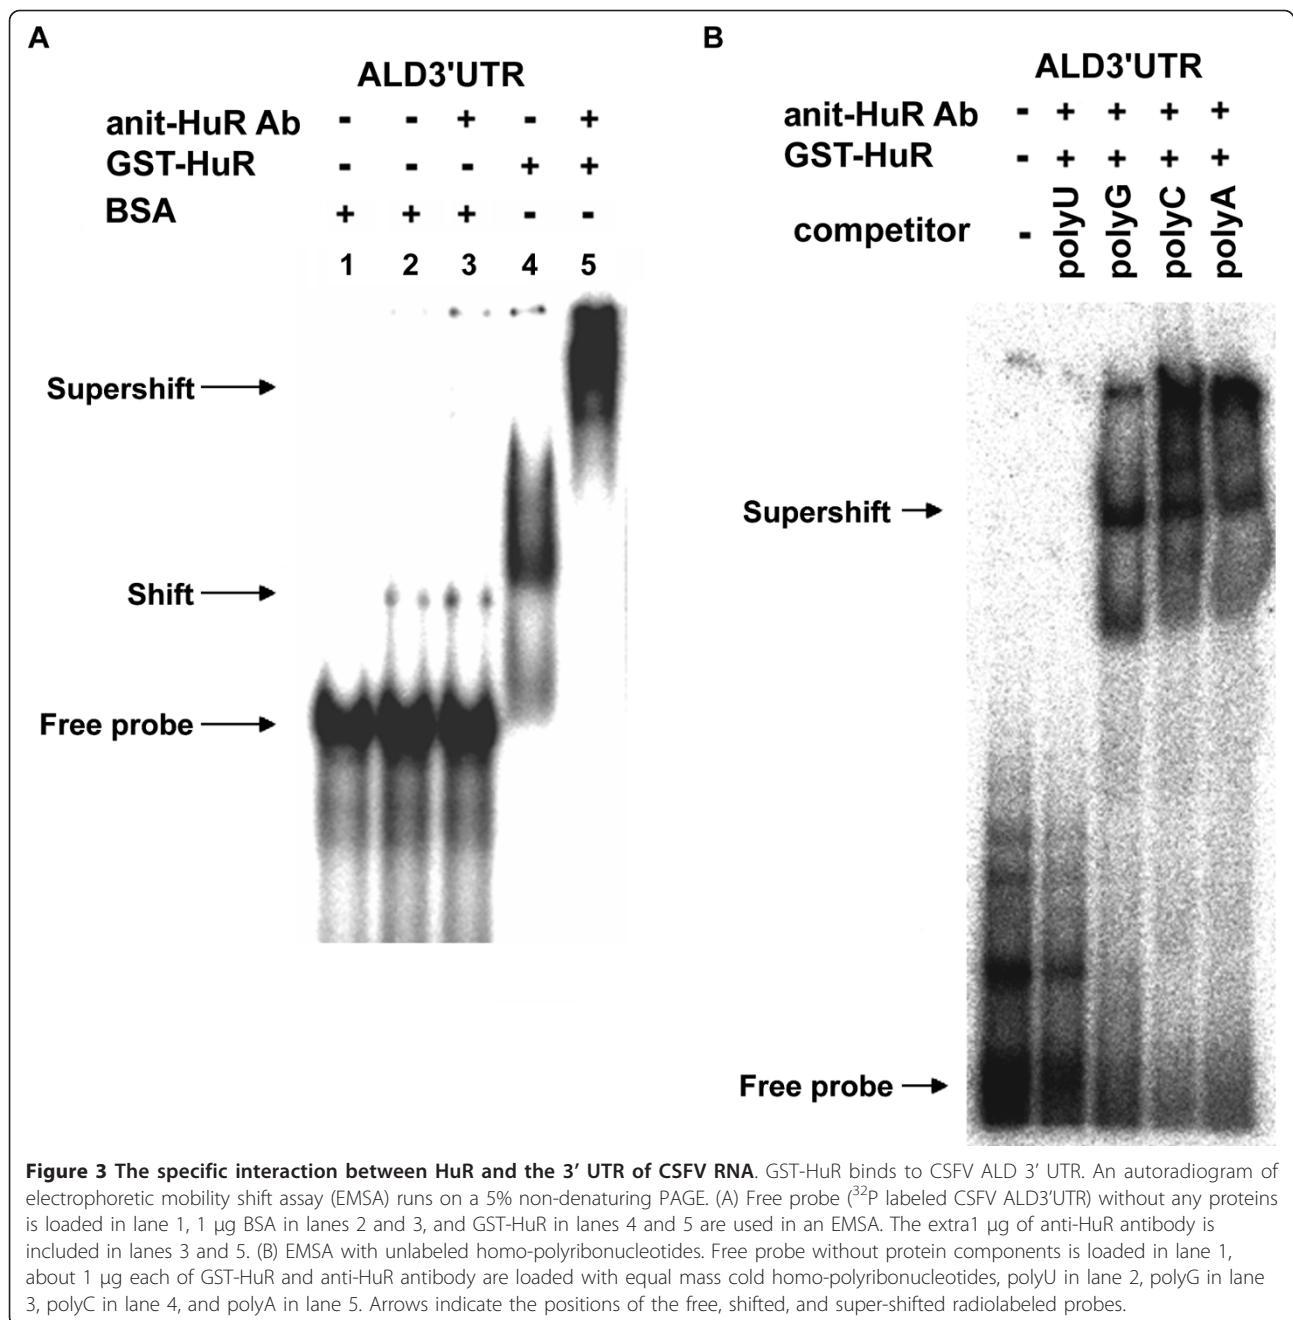 A
ALD3'UTR
anit-HuR Ab - - + - +
GST-HuR - - - + +
BSA + + + - -
1 2 3 4 5
Supershift
Shift
Free probe
B
ALD3'UTR
anit-HuR Ab - + + + +
GST-HuR - + + + +
competitor - polyU polyG polyC polyA
Supershift
Free probe
Figure 3 The specific interaction between HuR and the 3′ UTR of CSFV RNA. GST-HuR binds to CSFV ALD 3′ UTR. An autoradiogram of
electrophoretic mobility shift assay (EMSA) runs on a 5% non-denaturing PAGE. (A) Free probe (³²P labeled CSFV ALD3′UTR) without any proteins
is loaded in lane 1, 1 μg BSA in lanes 2 and 3, and GST-HuR in lanes 4 and 5 are used in an EMSA. The extra1 μg of anti-HuR antibody is
included in lanes 3 and 5. (B) EMSA with unlabeled homo-polyribonucleotides. Free probe without protein components is loaded in lane 1,
about 1 μg each of GST-HuR and anti-HuR antibody are loaded with equal mass cold homo-polyribonucleotides, polyU in lane 2, polyG in lane
3, polyC in lane 4, and polyA in lane 5. Arrows indicate the positions of the free, shifted, and super-shifted radiolabeled probes.